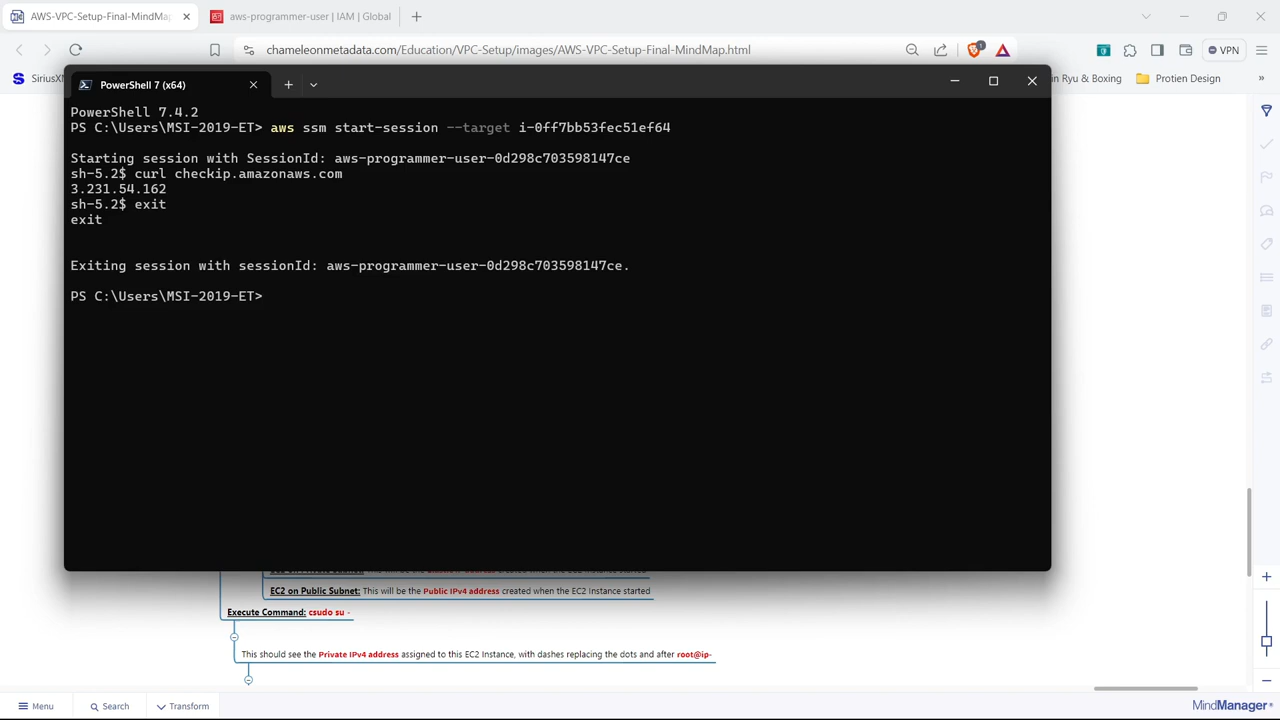 AWS-VPC-Setup-Final-MindMap
aws-programmer-user | IAM | Global
chameleonmetadata.com/Education/VPC-Setup/images/AWS-VPC-Setup-Final-MindMap.html
1
VPN
SiriusXM
in Ryu & Boxing
Protien Design
»
PowerShell 7 (x64)
PowerShell 7.4.2
PS C:\Users\MSI-2019-ET> aws ssm start-session --target i-0ff7bb53fec51ef64
Starting session with SessionId: aws-programmer-user-0d298c703598147ce
sh-5.2$ curl checkip.amazonaws.com
3.231.54.162
sh-5.2$ exit
exit
Exiting session with sessionId: aws-programmer-user-0d298c703598147ce.
PS C:\Users\MSI-2019-ET>
EC2 on Public Subnet: This will be the Public IPv4 address created when the EC2 Instance started
Execute Command: csudo su -
This should see the Private IPv4 address assigned to this EC2 Instance, with dashes replacing the dots and after root@ip-
Menu
Search
Transform
MindManager®